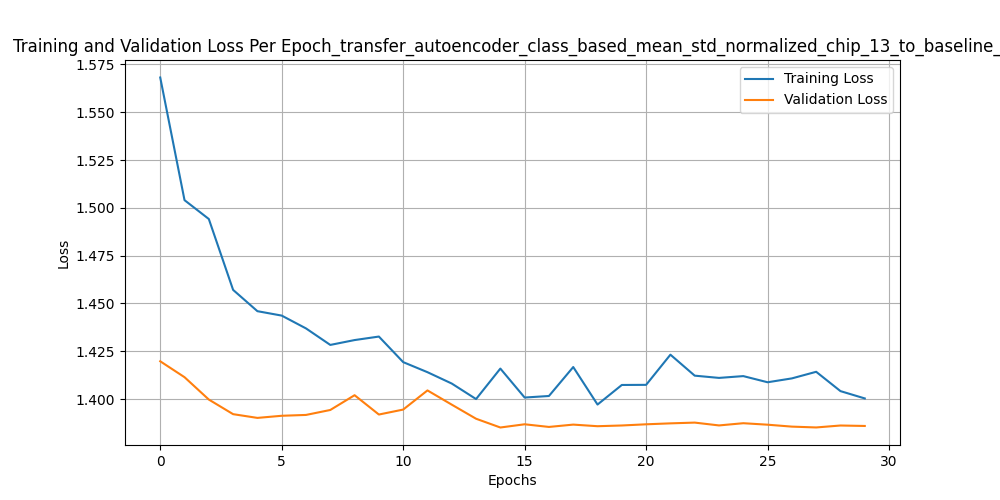 Training and Validation Loss Per Epoch_transfer_autoencoder_class_based_mean_std_normalized_chip_13_to_baseline_
1.575
1.550
1.525
1.500
1.475
1.450
1.425
1.400
Loss
Training Loss
Validation Loss
0 5 10 15 20 25 30
Epochs